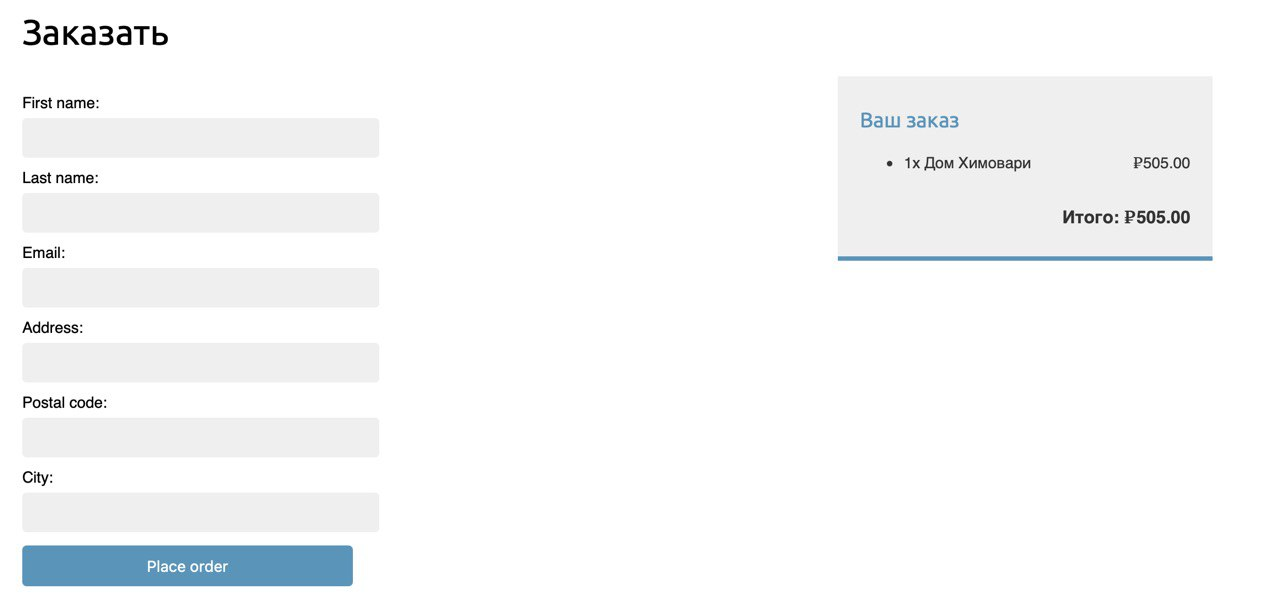 Заказать
First name:
Last name:
Email:
Address:
Postal code:
City:
Place order
Ваш заказ
1x Дом Химовари ₽505.00
Итого: ₽505.00